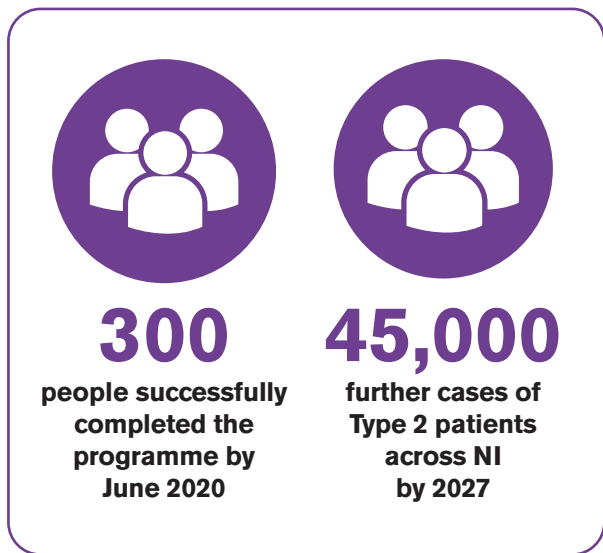 300
people successfully
completed the
programme by
June 2020
45,000
further cases of
Type 2 patients
across NI
by 2027